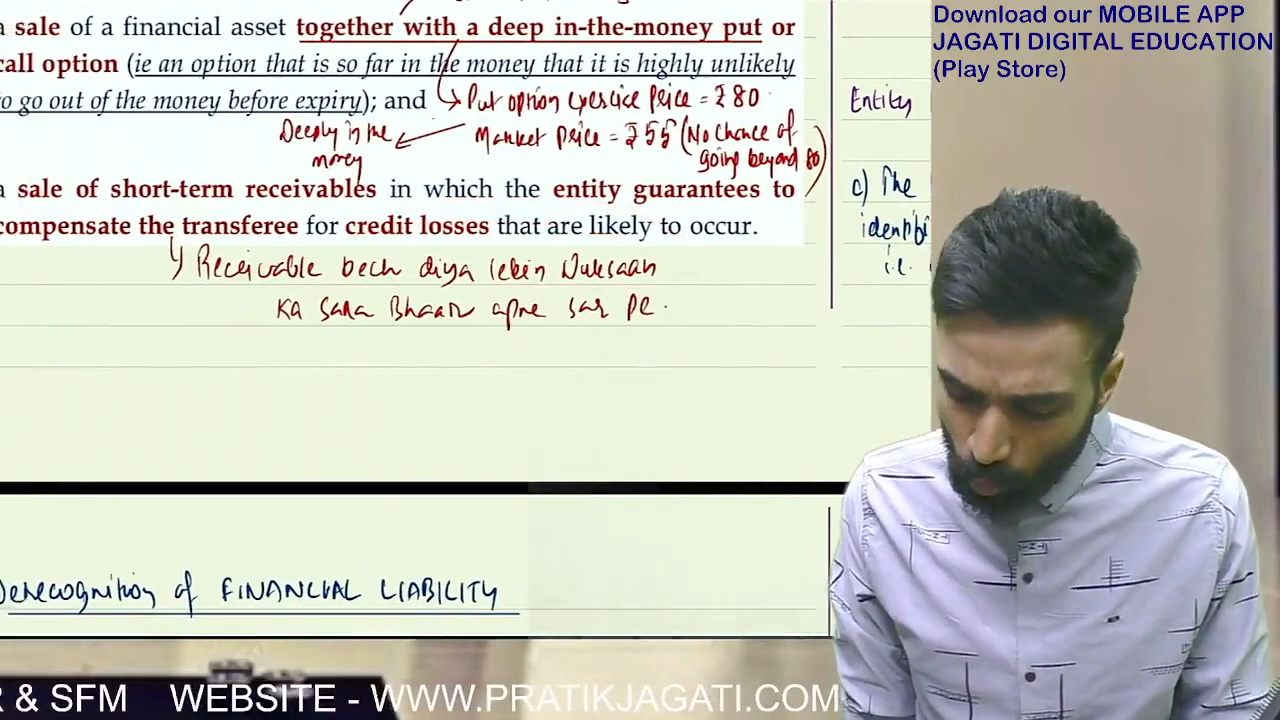 a sale of a financial asset together with a deep in-the-money put or
call option (ie an option that is so far in the money that it is highly unlikely
to go out of the money before expiry); and
Put option exercise Price = ₹80
Market Price = ₹55 (No chance of
going beyond 80)
Deeply in the
money
a sale of short-term receivables in which the entity guarantees to
compensate the transferee for credit losses that are likely to occur.
Receivable bech diya lekin Nuksaan
Ka Sara Bhaar apne sar pe.
Derecognition of FINANCIAL LIABILITY
Entity
c) The
i.e.
Download our MOBILE APP
JAGATI DIGITAL EDUCATION
(Play Store)
R & SFM WEBSITE - WWW.PRATIKJAGATI.COM